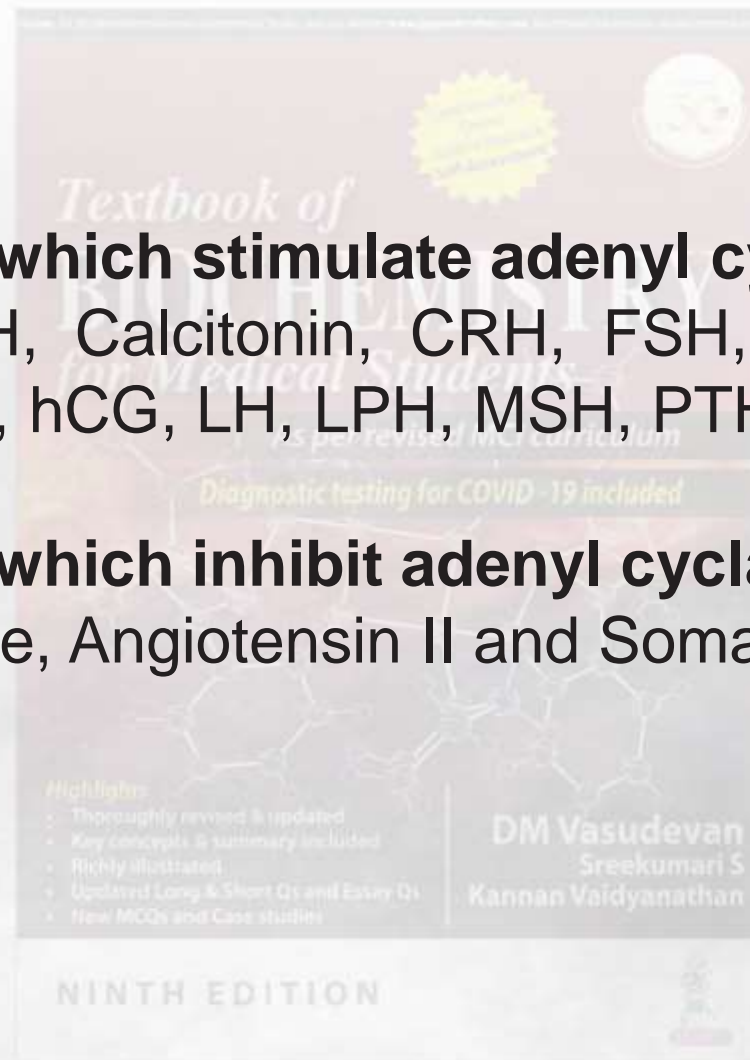 Textbook of
which stimulate adenyl cy
BIOCHEMISTRY
H, Calcitonin, CRH, FSH,
for Medical Students
, hCG, LH, LPH, MSH, PTH
As per revised MCI curriculum
Diagnostic testing for COVID -19 included
which inhibit adenyl cycla
e, Angiotensin II and Soma
Highlights
• Thoroughly revised & updated
• Key concepts & summary included
• Richly illustrated
• Updated Long & Short Qs and Essay Qs
• New MCQs and Case studies
DM Vasudevan
Sreekumari S
Kannan Vaidyanathan
NINTH EDITION